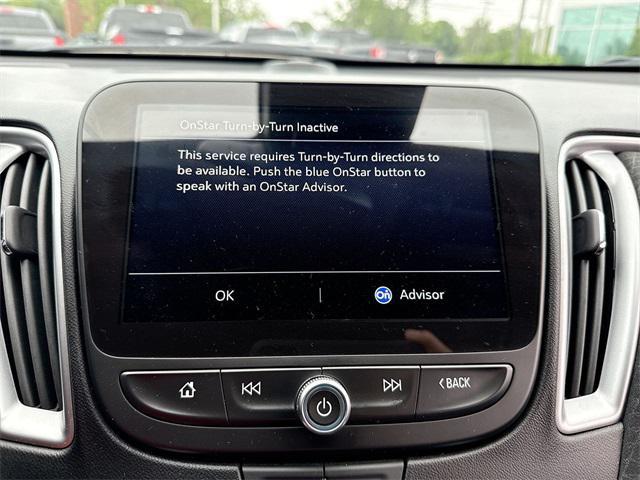 OnStar Turn-by-Turn Inactive
This service requires Turn-by-Turn directions to
be available. Push the blue OnStar button to
speak with an OnStar Advisor.
OK | On Advisor
BACK